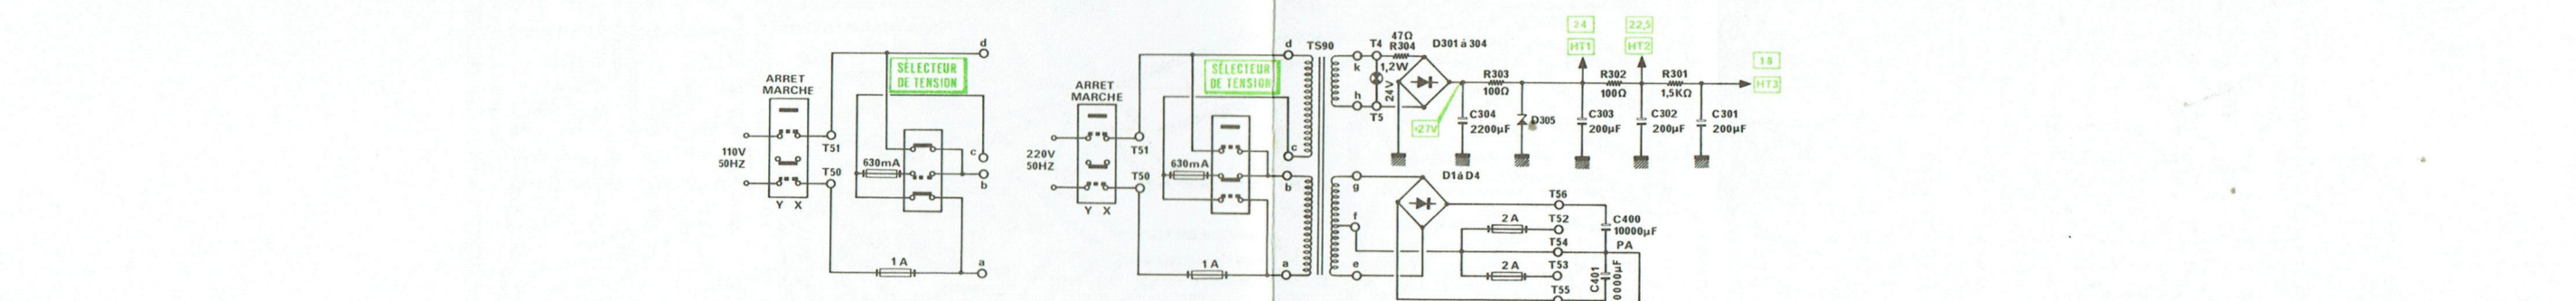 ARRET
MARCHE
110V
50HZ
Y X
T51
T50
SÉLECTEUR
DE TENSION
630mA
1 A
d
c
b
a
ARRET
MARCHE
220V
50HZ
Y X
T51
T50
SÉLECTEUR
DE TENSION
630mA
1 A
d
c
b
a
TS90
k
h
g
f
e
T4
T5
47Ω
R304
1,2W
24V
D301 à 304
+27V
C304
2200µF
R303
100Ω
D305
24
HT1
C303
200µF
R302
100Ω
22,5
HT2
C302
200µF
R301
1,5KΩ
C301
200µF
18
HT3
D1à D4
T56
2 A T52
T54
2 A T53
T55
C400
10000µF
PA
C401
0000µF